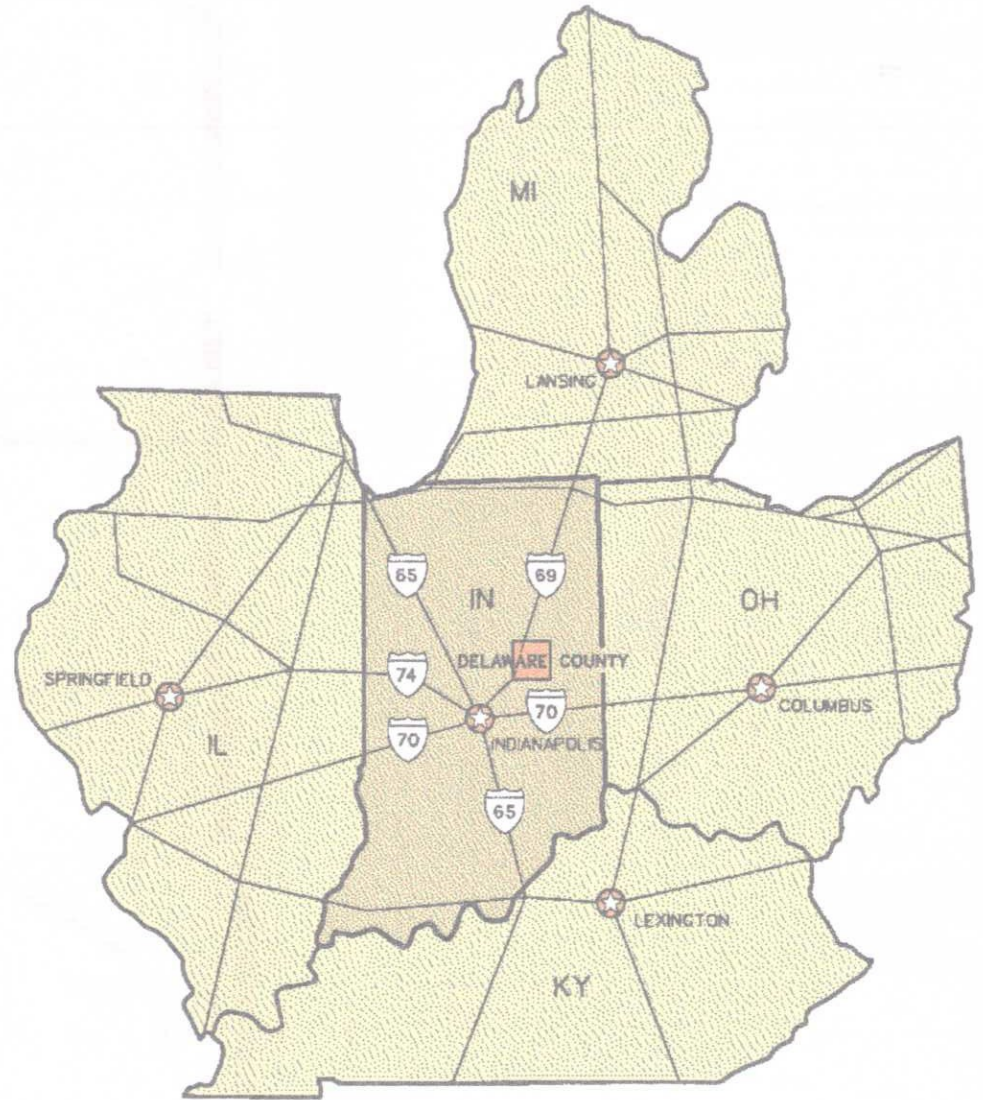 MI
LANSING
65
69
IN
OH
DELAWARE COUNTY
74
SPRINGFIELD
70
COLUMBUS
IL
70
INDIANAPOLIS
65
LEXINGTON
KY